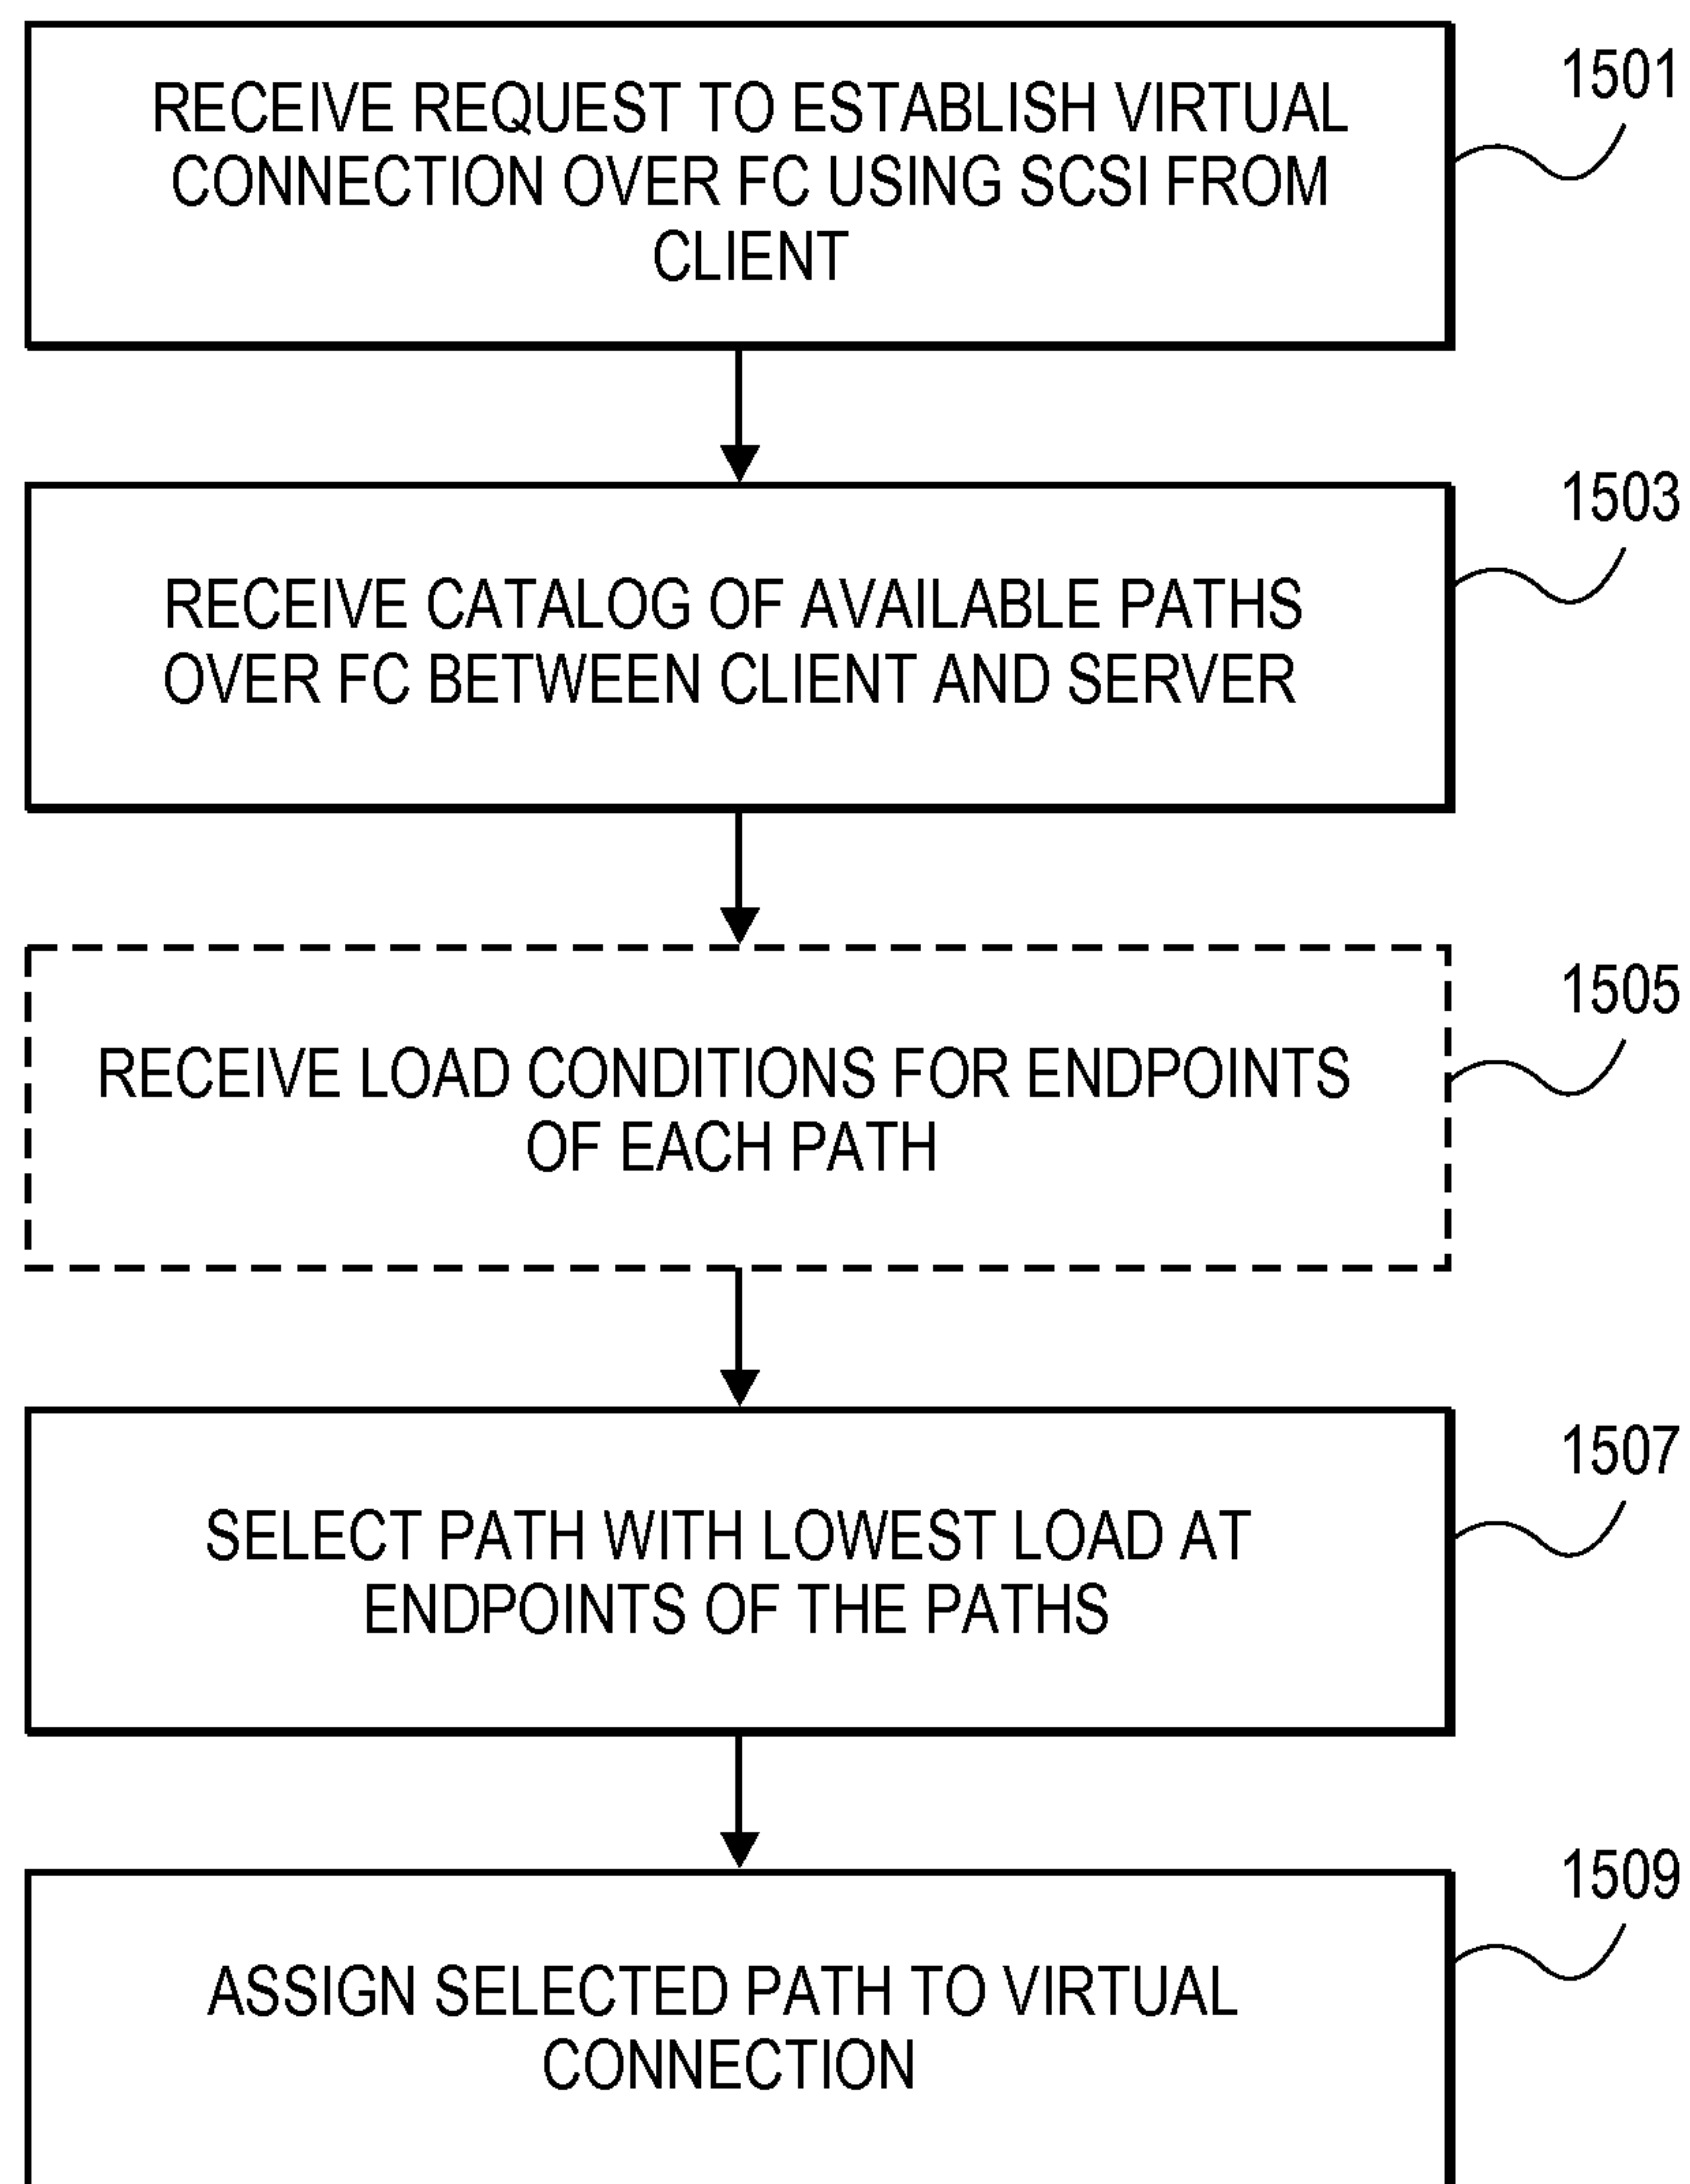 RECEIVE REQUEST TO ESTABLISH VIRTUAL
CONNECTION OVER FC USING SCSI FROM
CLIENT
1501
RECEIVE CATALOG OF AVAILABLE PATHS
OVER FC BETWEEN CLIENT AND SERVER
1503
RECEIVE LOAD CONDITIONS FOR ENDPOINTS
OF EACH PATH
1505
SELECT PATH WITH LOWEST LOAD AT
ENDPOINTS OF THE PATHS
1507
ASSIGN SELECTED PATH TO VIRTUAL
CONNECTION
1509